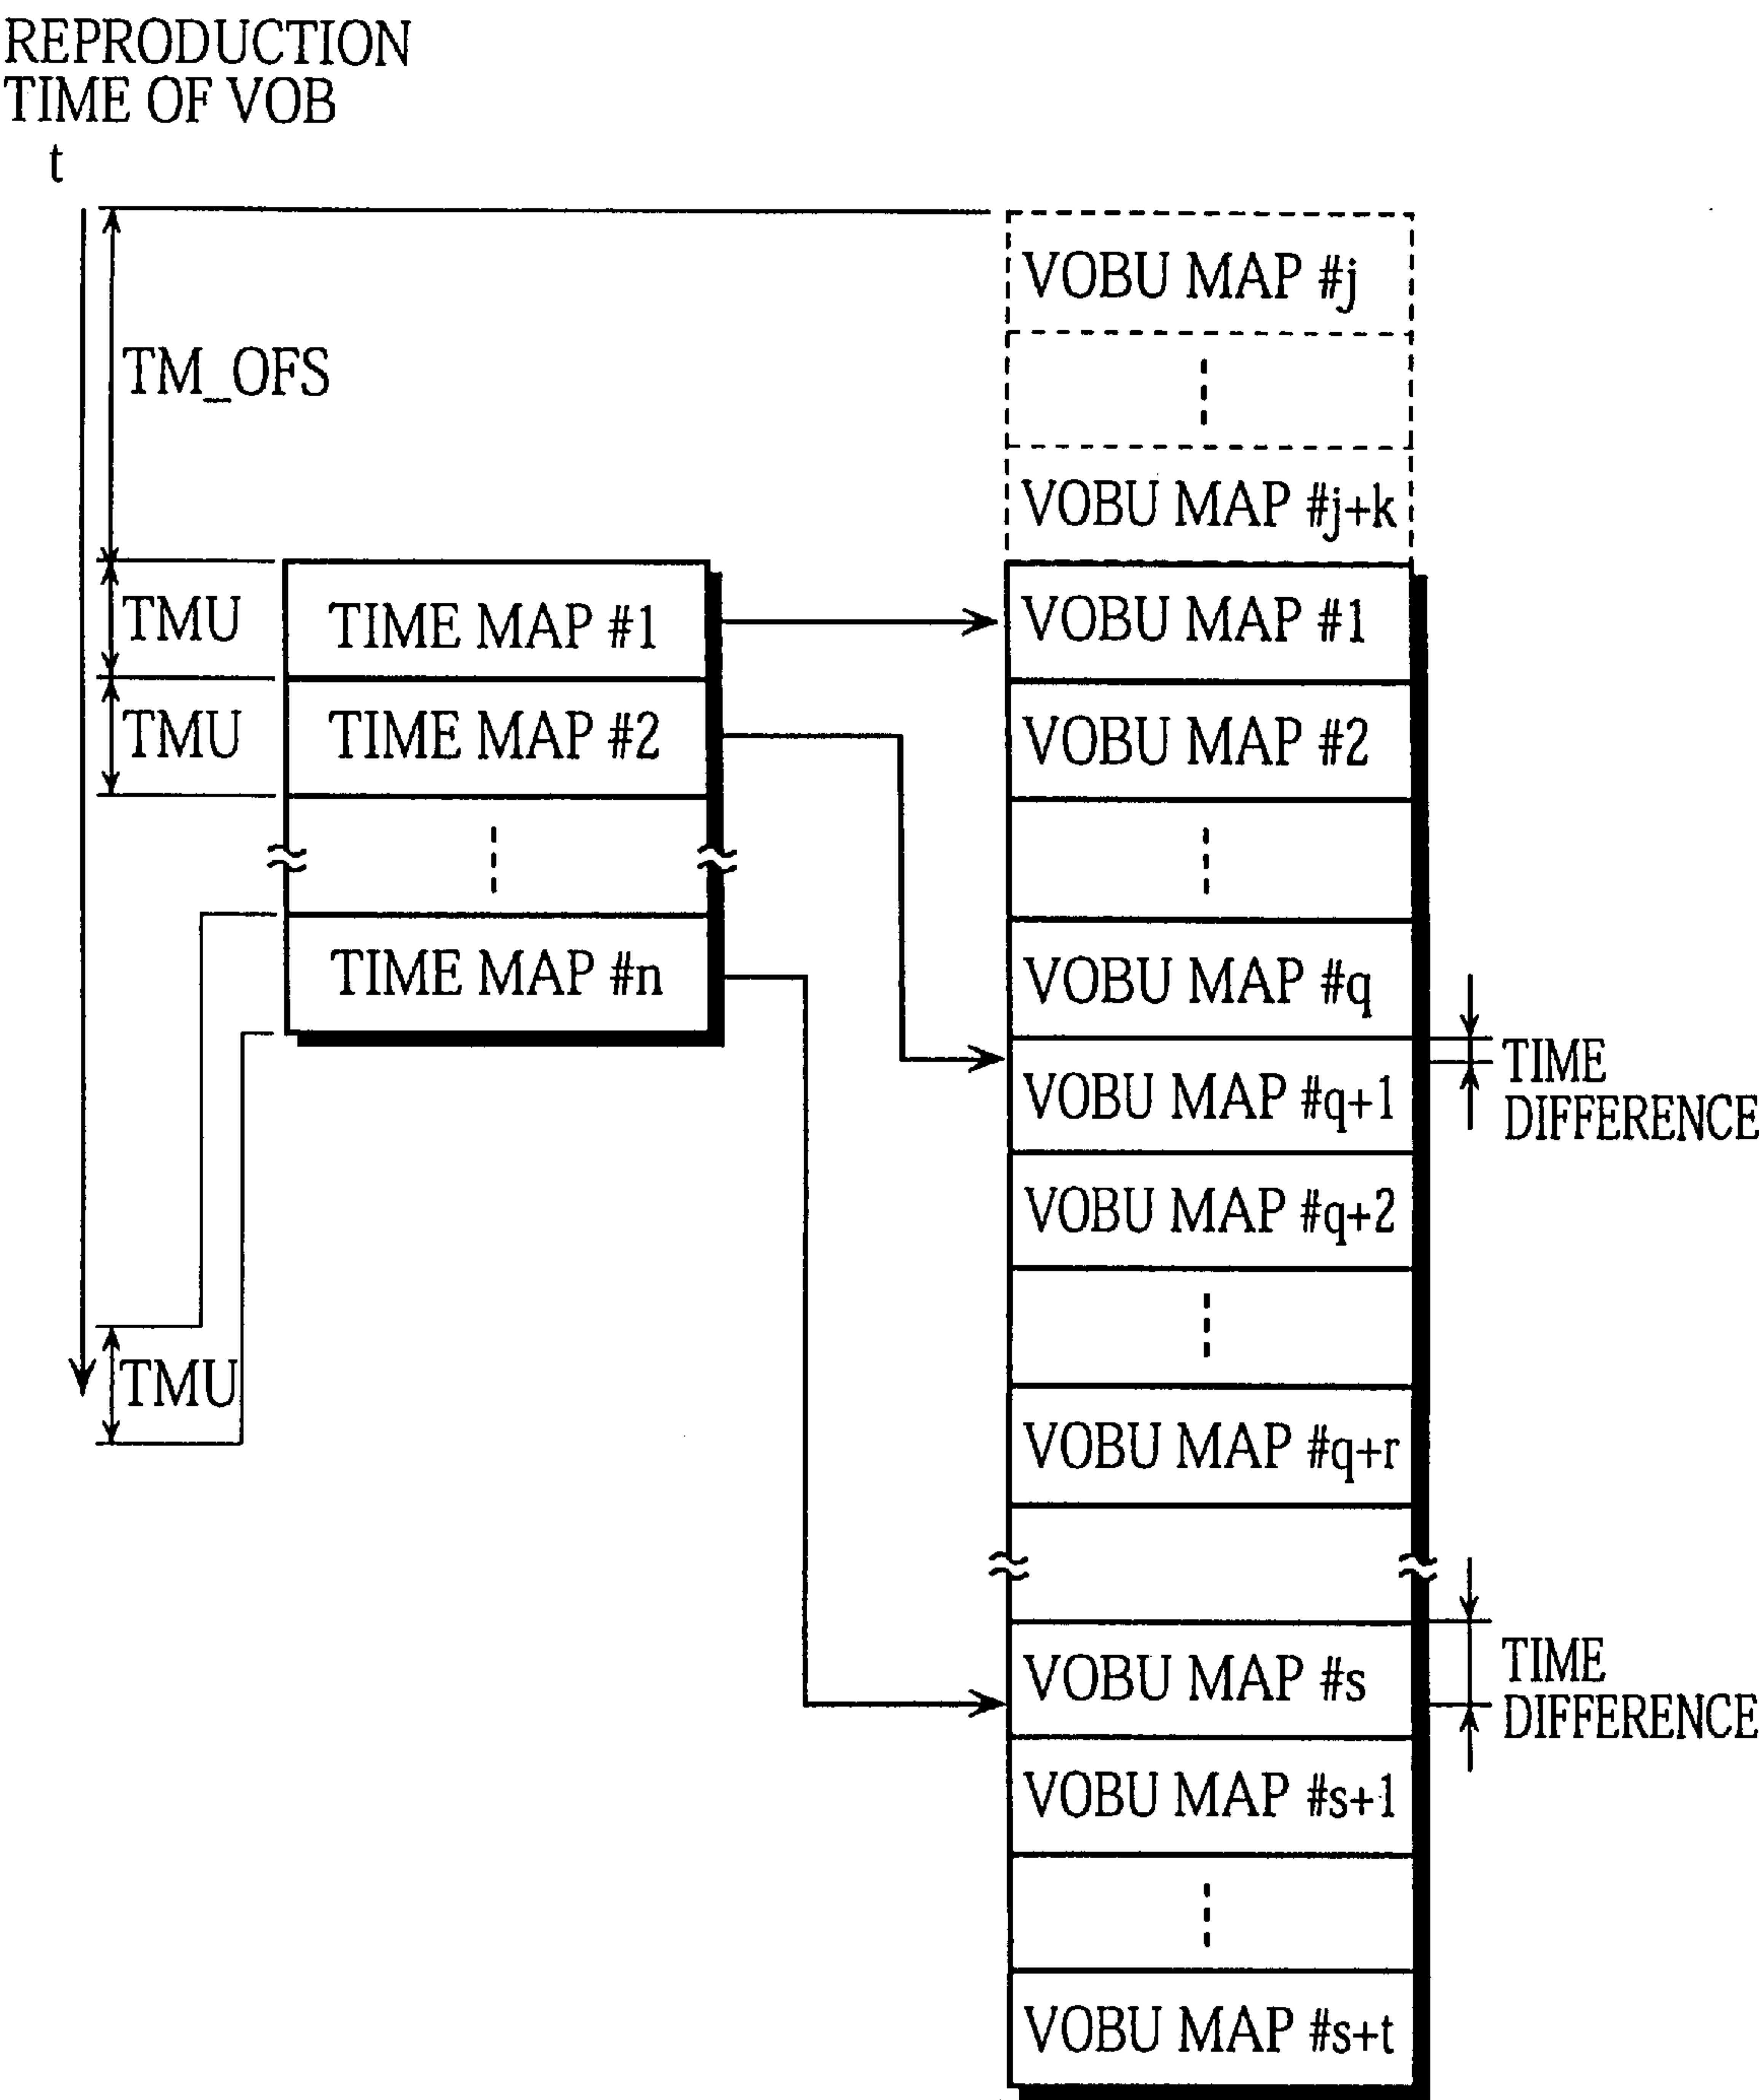 REPRODUCTION
TIME OF VOB
t
TM_OFS
TMU
TMU
TMU
TIME MAP #1
TIME MAP #2
TIME MAP #n
VOBU MAP #j
VOBU MAP #j+k
VOBU MAP #1
VOBU MAP #2
VOBU MAP #q
VOBU MAP #q+1
VOBU MAP #q+2
VOBU MAP #q+r
VOBU MAP #s
VOBU MAP #s+1
VOBU MAP #s+t
TIME
DIFFERENCE
TIME
DIFFERENCE